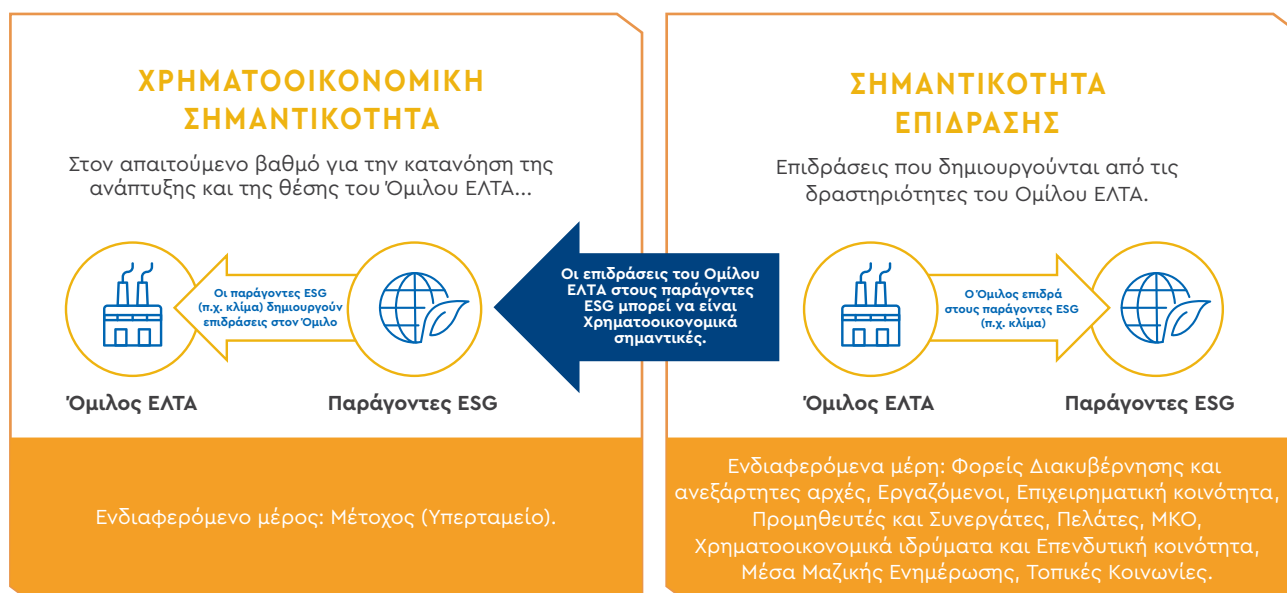 ΧΡΗΜΑΤΟΟΙΚΟΝΟΜΙΚΗ
ΣΗΜΑΝΤΙΚΟΤΗΤΑ
Στον απαιτούμενο βαθμό για την κατανόηση της
ανάπτυξης και της θέσης του Όμιλου ΕΛΤΑ...
Οι παράγοντες ESG
(π.χ. κλίμα) δημιουργούν
επιδράσεις στον Όμιλο
Όμιλος ΕΛΤΑ
Παράγοντες ESG
Ενδιαφερόμενο μέρος: Μέτοχος (Υπερταμείο).
Οι επιδράσεις του Ομίλου
ΕΛΤΑ στους παράγοντες
ESG μπορεί να είναι
Χρηματοοικονομικά
σημαντικές.
ΣΗΜΑΝΤΙΚΟΤΗΤΑ
ΕΠΙΔΡΑΣΗΣ
Επιδράσεις που δημιουργούνται από τις
δραστηριότητες του Ομίλου ΕΛΤΑ.
Ο Όμιλος επιδρά
στους παράγοντες ESG
(π.χ. κλίμα)
Όμιλος ΕΛΤΑ
Παράγοντες ESG
Ενδιαφερόμενα μέρη: Φορείς Διακυβέρνησης και
ανεξάρτητες αρχές, Εργαζόμενοι, Επιχειρηματική κοινότητα,
Προμηθευτές και Συνεργάτες, Πελάτες, ΜΚΟ,
Χρηματοοικονομικά ιδρύματα και Επενδυτική κοινότητα,
Μέσα Μαζικής Ενημέρωσης, Τοπικές Κοινωνίες.